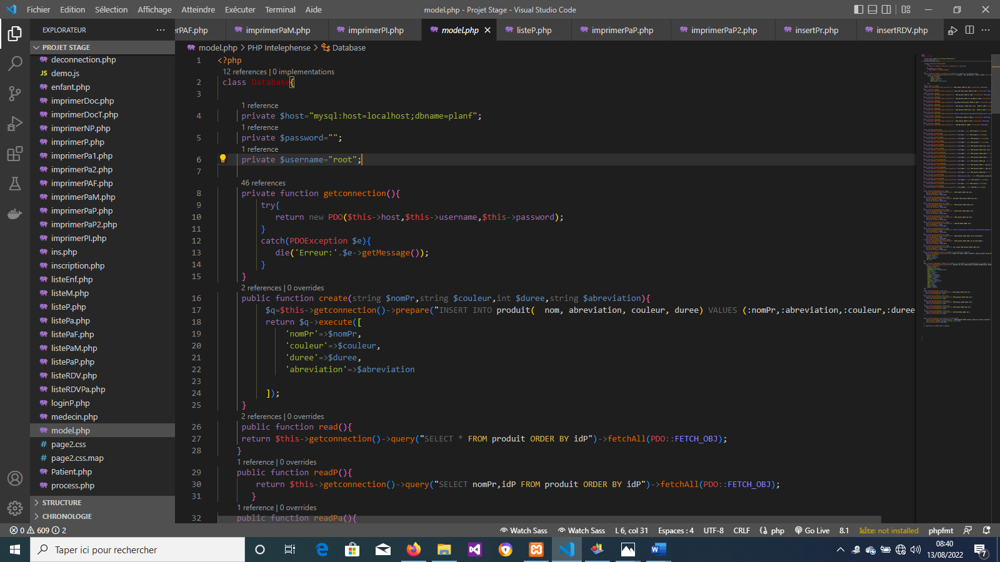 Fichier Edition Sélection Affichage Atteindre Exécuter Terminal Aide
model.php - Projet Stage - Visual Studio Code
EXPLORATEUR
rPAF.php imprimerPaM.php imprimerPI.php model.php listeP.php imprimerPaP.php imprimerPaP2.php insertPr.php insertRDV.php
PROJET STAGE
model.php > PHP Intelephense > Database
deconnection.php
JS demo.js
enfant.php
imprimerDoc.php
imprimerDocT.php
imprimerNP.php
imprimerP.php
imprimerPa1.php
imprimerPa2.php
imprimerPAF.php
imprimerPaM.php
imprimerPaP.php
imprimerPaP2.php
imprimerPI.php
ins.php
inscription.php
listeEnf.php
listeM.php
listeP.php
listePa.php
listePaF.php
listePaM.php
listePaP.php
listeRDV.php
listeRDVPa.php
loginP.php
medecin.php
model.php
# page2.css
# page2.css.map
Patient.php
process.php
STRUCTURE
CHRONOLOGIE
1 <?php
12 references | 0 implementations
2 class Database{
3
1 reference
4 private $host="mysql:host=localhost;dbname=planf";
1 reference
5 private $password="";
1 reference
6 private $username="root";
7
46 references
8 private function getconnection(){
9 try{
10 return new PDO($this->host,$this->username,$this->password);
11 }
12 catch(PDOException $e){
13 die('Erreur:'.$e->getMessage());
14 }
15 }
2 references | 0 overrides
16 public function create(string $nomPr,string $couleur,int $duree,string $abreviation){
17 $q=$this->getconnection()->prepare("INSERT INTO produit(  nom, abreviation, couleur, duree) VALUES (:nomPr,:abreviation,:couleur,:duree
18 return $q->execute([
19 'nomPr'=>$nomPr,
20 'couleur'=>$couleur,
21 'duree'=>$duree,
22 'abreviation'=>$abreviation
23
24 ]);
25 }
2 references | 0 overrides
26 public function read(){
27 return $this->getconnection()->query("SELECT * FROM produit ORDER BY idP")->fetchAll(PDO::FETCH_OBJ);
28 }
1 reference | 0 overrides
29 public function readP(){
30 return $this->getconnection()->query("SELECT nomPr,idP FROM produit ORDER BY idP")->fetchAll(PDO::FETCH_OBJ);
31 }
1 reference | 0 overrides
32 public function readPa(){
0 609 2 Watch Sass Watch Sass L 6, col 31 Espaces : 4 UTF-8 CRLF php Go Live 8.1 kite: not installed phpfmt
Taper ici pour rechercher
08:40
13/08/2022
7